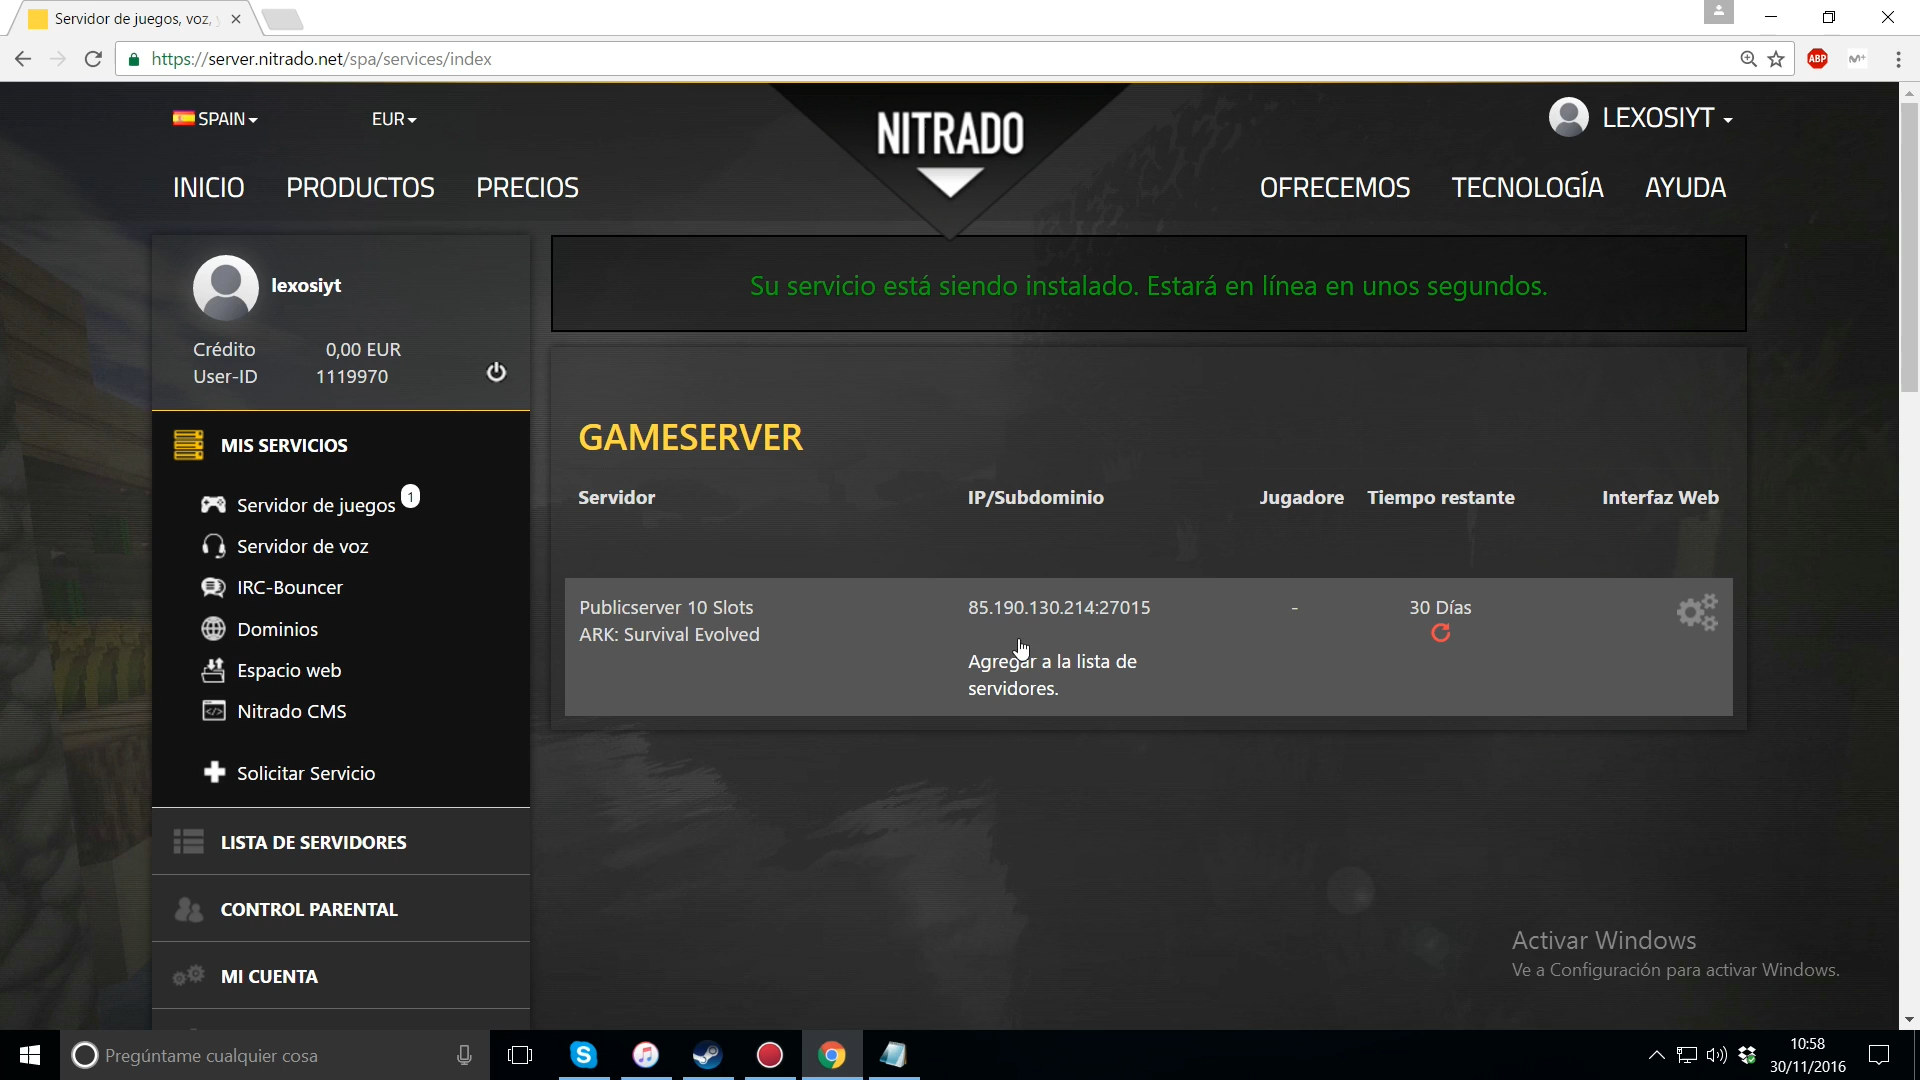 Servidor de juegos, voz,
https://server.nitrado.net/spa/services/index
ABP
M+
SPAIN
EUR
NITRADO
LEXOSIYT
INICIO PRODUCTOS PRECIOS
OFRECEMOS TECNOLOGÍA AYUDA
lexosiyt
Crédito 0,00 EUR
User-ID 1119970
MIS SERVICIOS
Servidor de juegos 1
Servidor de voz
IRC-Bouncer
Dominios
Espacio web
Nitrado CMS
Solicitar Servicio
LISTA DE SERVIDORES
CONTROL PARENTAL
MI CUENTA
Su servicio está siendo instalado. Estará en línea en unos segundos.
GAMESERVER
Servidor IP/Subdominio Jugadore Tiempo restante Interfaz Web
Publicserver 10 Slots 85.190.130.214:27015 - 30 Días
ARK: Survival Evolved
Agregar a la lista de
servidores.
Activar Windows
Ve a Configuración para activar Windows.
Pregúntame cualquier cosa
10:58
30/11/2016